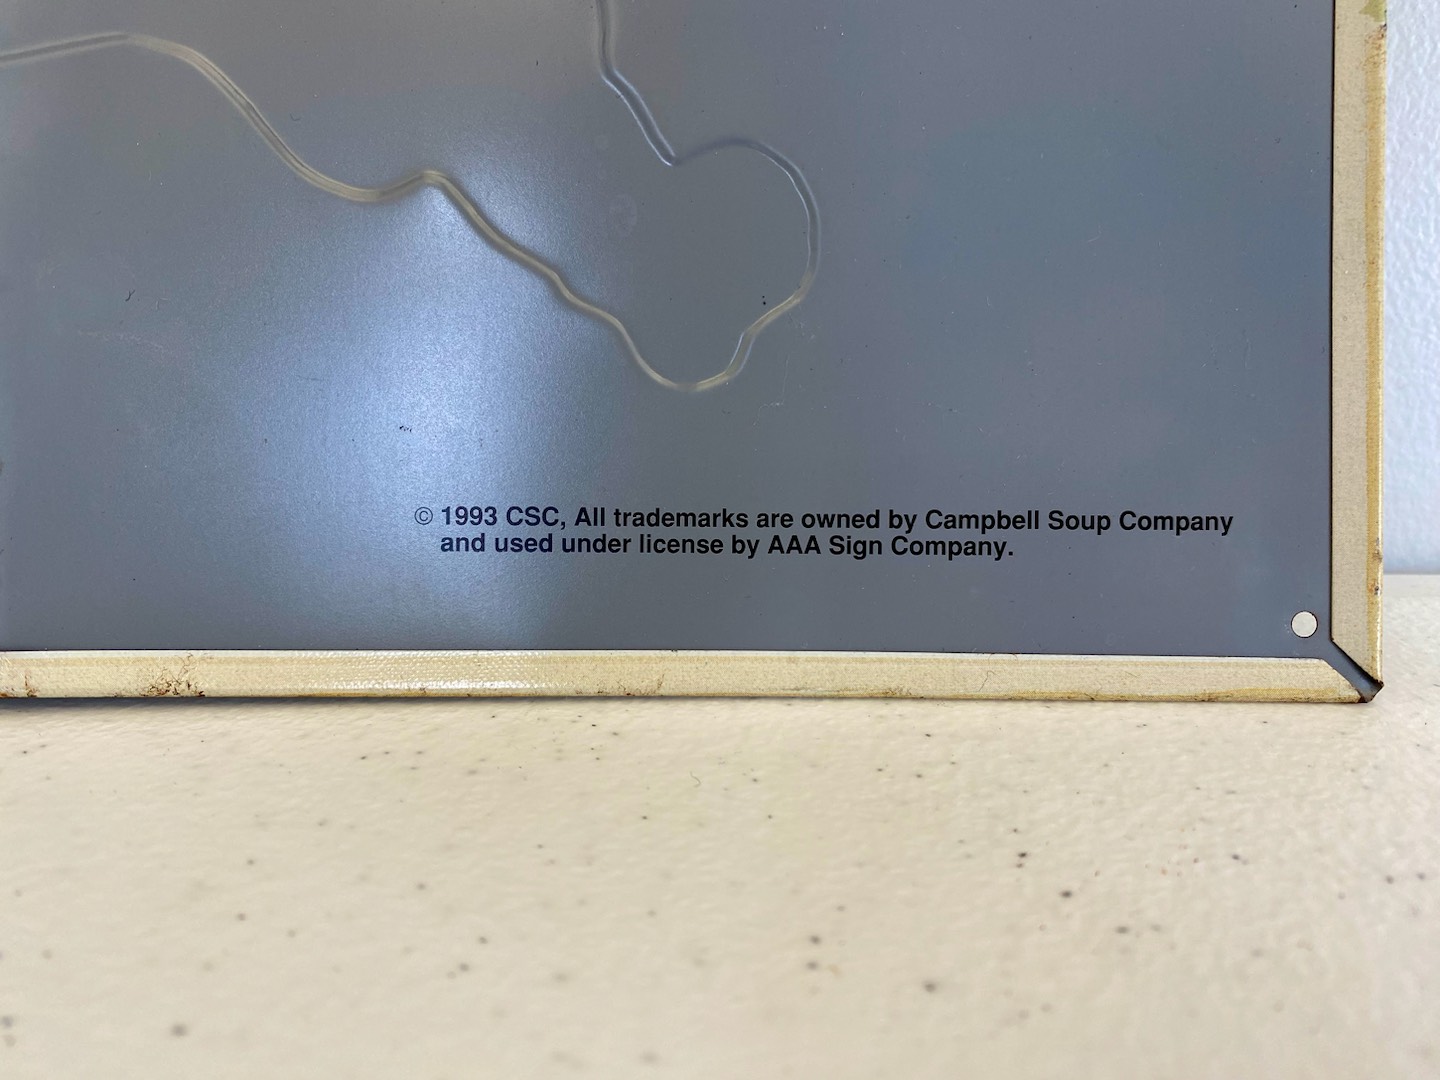 © 1993 CSC, All trademarks are owned by Campbell Soup Company
and used under license by AAA Sign Company.